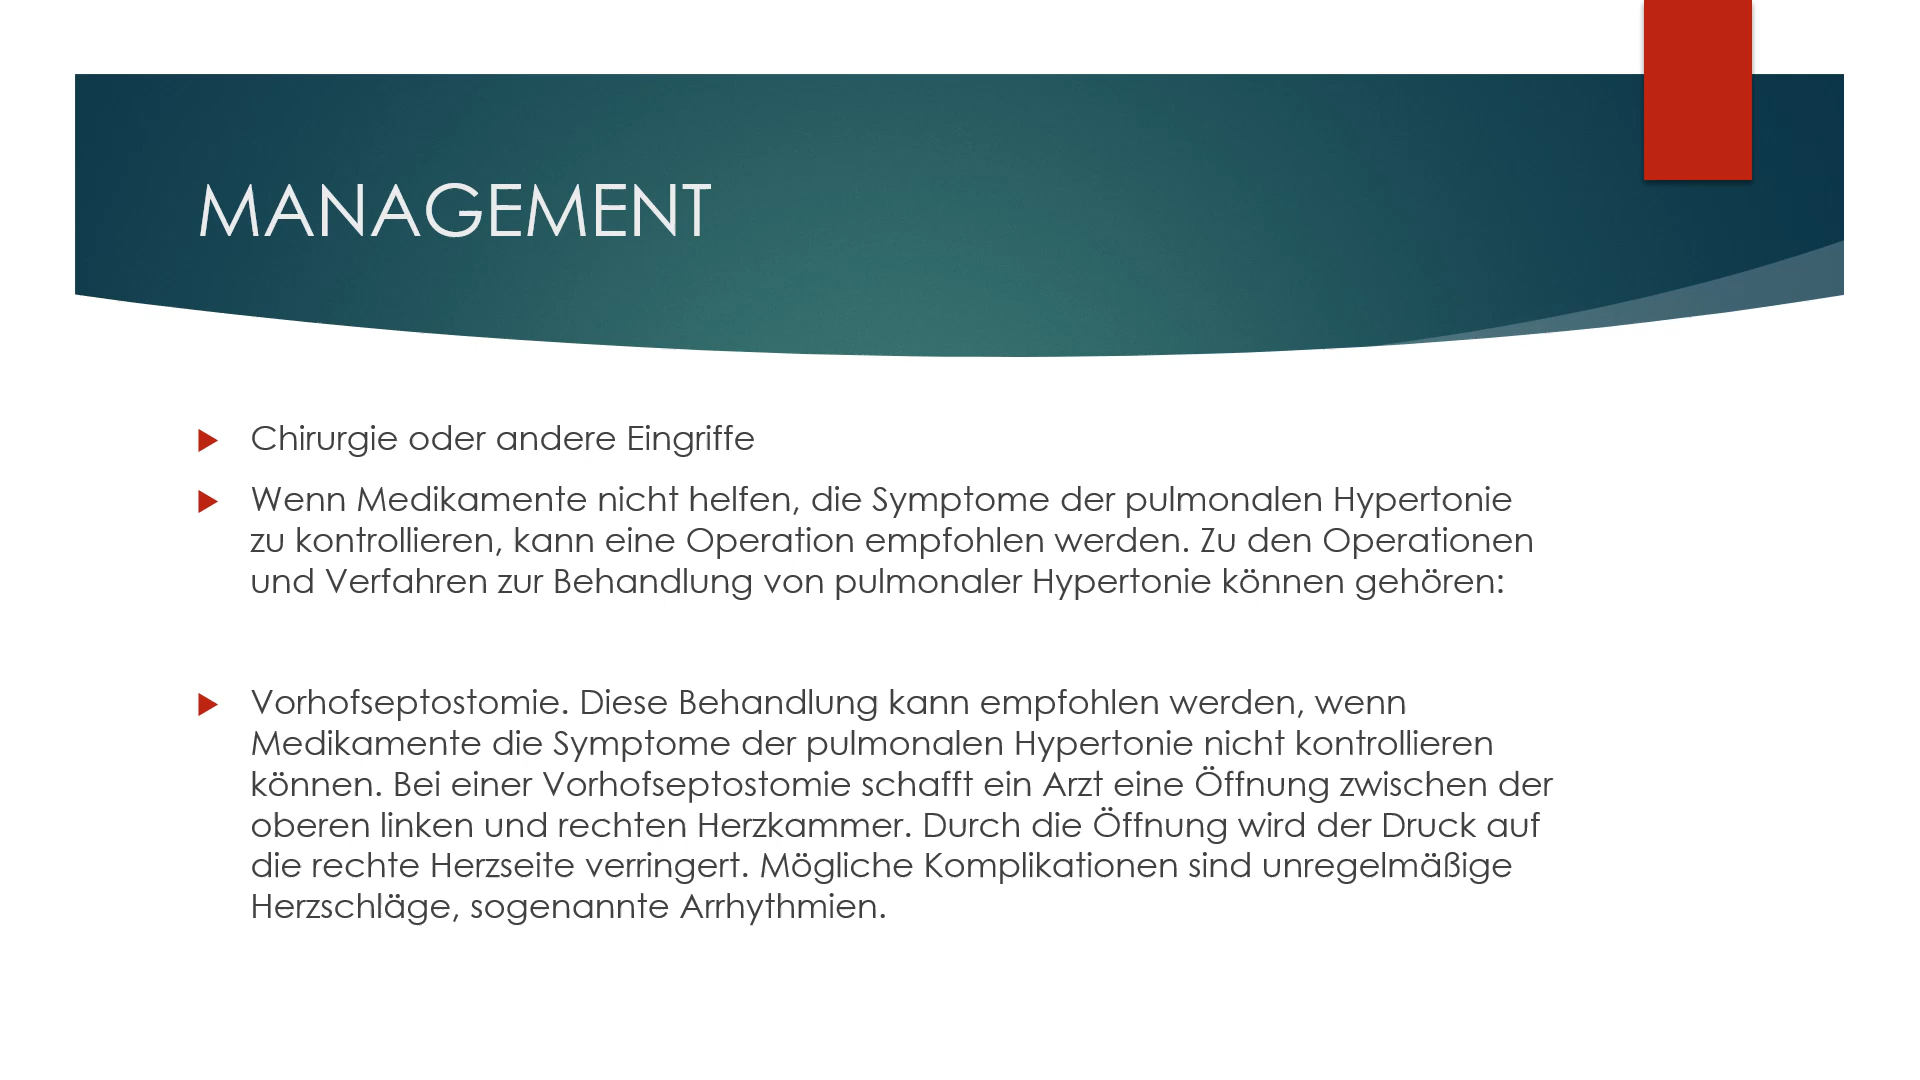 MANAGEMENT
Chirurgie oder andere Eingriffe
Wenn Medikamente nicht helfen, die Symptome der pulmonalen Hypertonie
zu kontrollieren, kann eine Operation empfohlen werden. Zu den Operationen
und Verfahren zur Behandlung von pulmonaler Hypertonie können gehören:
Vorhofseptostomie. Diese Behandlung kann empfohlen werden, wenn
Medikamente die Symptome der pulmonalen Hypertonie nicht kontrollieren
können. Bei einer Vorhofseptostomie schafft ein Arzt eine Öffnung zwischen der
oberen linken und rechten Herzkammer. Durch die Öffnung wird der Druck auf
die rechte Herzseite verringert. Mögliche Komplikationen sind unregelmäßige
Herzschläge, sogenannte Arrhythmien.